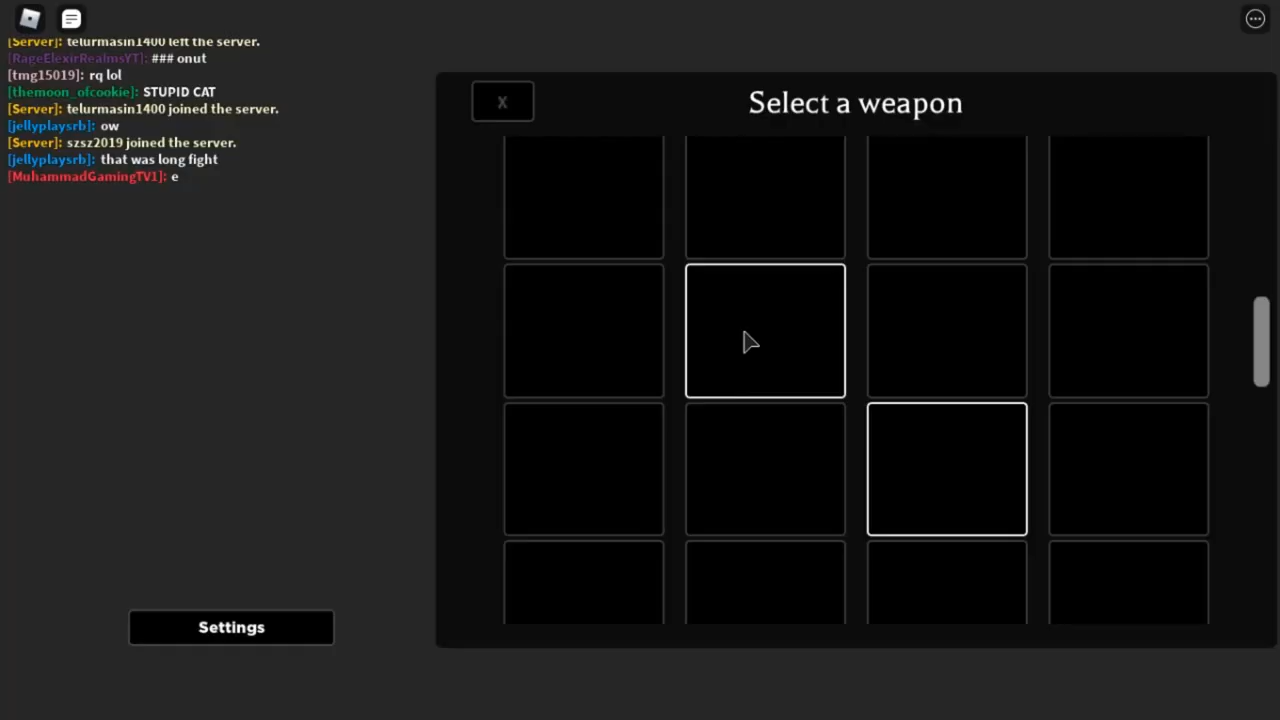 [Server]: telurmasin1400 left the server.
[RageElexirRealmsYT]: ### onut
[tmg15019]: rq lol
[themoon_ofcookie]: STUPID CAT
[Server]: telurmasin1400 joined the server.
[jellyplaysrb]: ow
[Server]: szsz2019 joined the server.
[jellyplaysrb]: that was long fight
[MuhammadGamingTV1]: e
X
Select a weapon
Settings